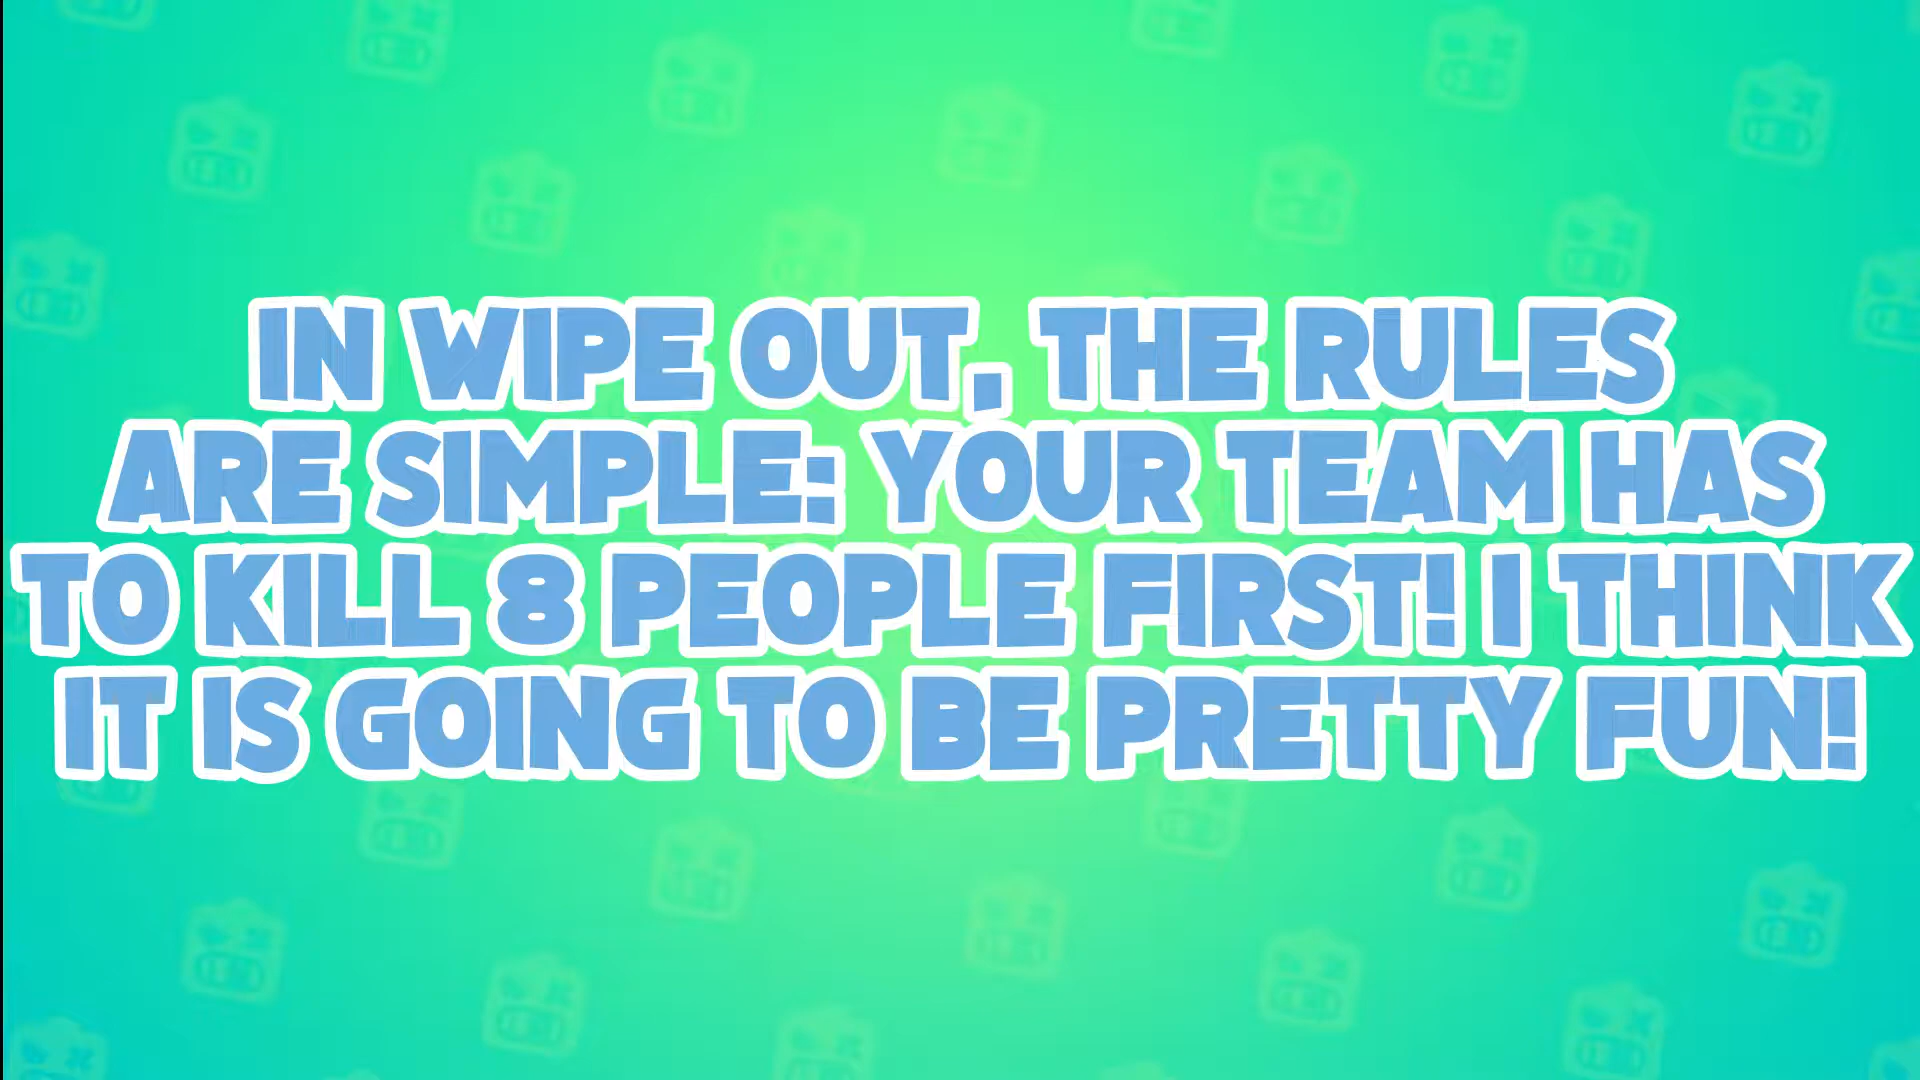 IN WIPE OUT, THE RULES
ARE SIMPLE: YOUR TEAM HAS
TO KILL 8 PEOPLE FIRST! I THINK
IT IS GOING TO BE PRETTY FUN!